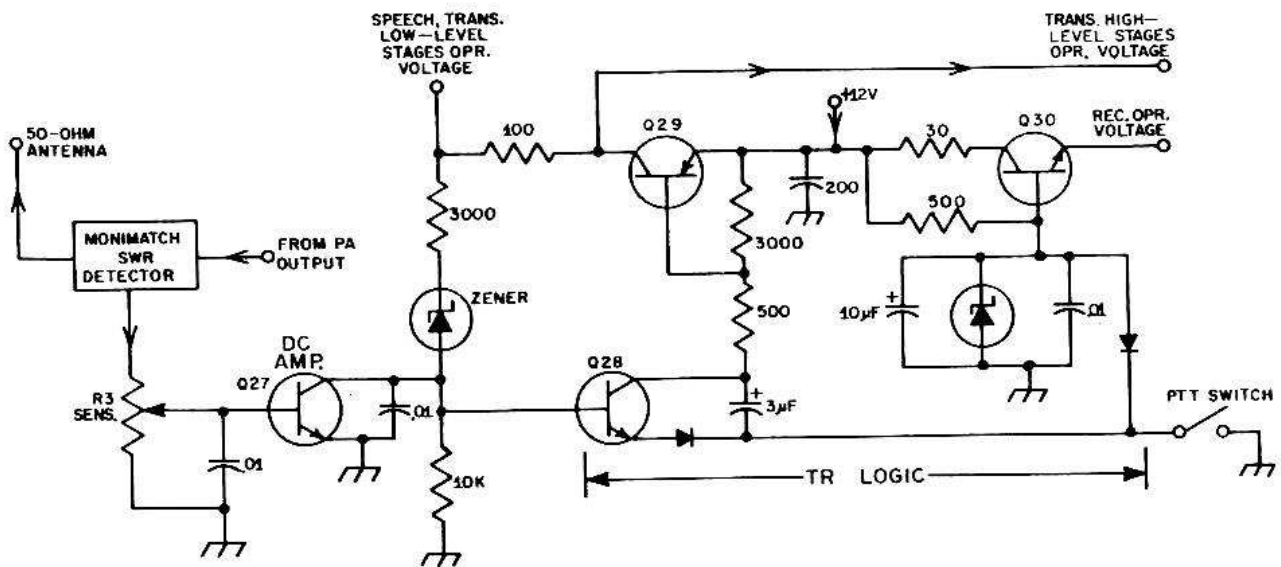 SPEECH, TRANS.
LOW—LEVEL
STAGES OPR.
VOLTAGE
TRANS. HIGH—
LEVEL STAGES
OPR. VOLTAGE
50-OHM
ANTENNA
100
Q29
+12V
30
Q30
REC. OPR.
VOLTAGE
3000
200
500
MONIMATCH
SWR
DETECTOR
FROM PA
OUTPUT
3000
ZENER
500
+
10µF
.01
DC
AMP.
Q27
Q28
R3
SENS.
.01
+
3µF
PTT SWITCH
.01
10K
TR LOGIC